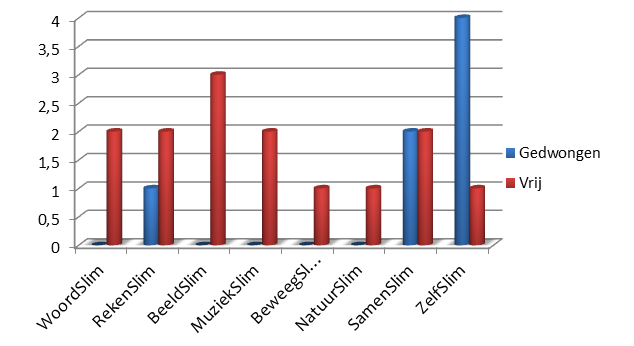 4
3,5
3
2,5
2
1,5
1
0,5
0
WoordSlim
RekenSlim
BeeldSlim
MuziekSlim
BeweegSl...
NatuurSlim
SamenSlim
ZelfSlim
Gedwongen
Vrij